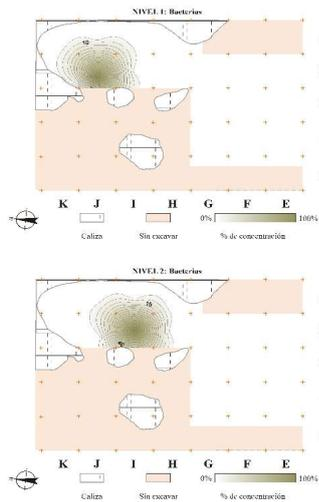 NIVEL 1: Bacterias
K J I H G F E
0% 100%
Caliza Sin excavar % de concentración
NIVEL 2: Bacterias
K J I H G F E
0% 100%
Caliza Sin excavar % de concentración